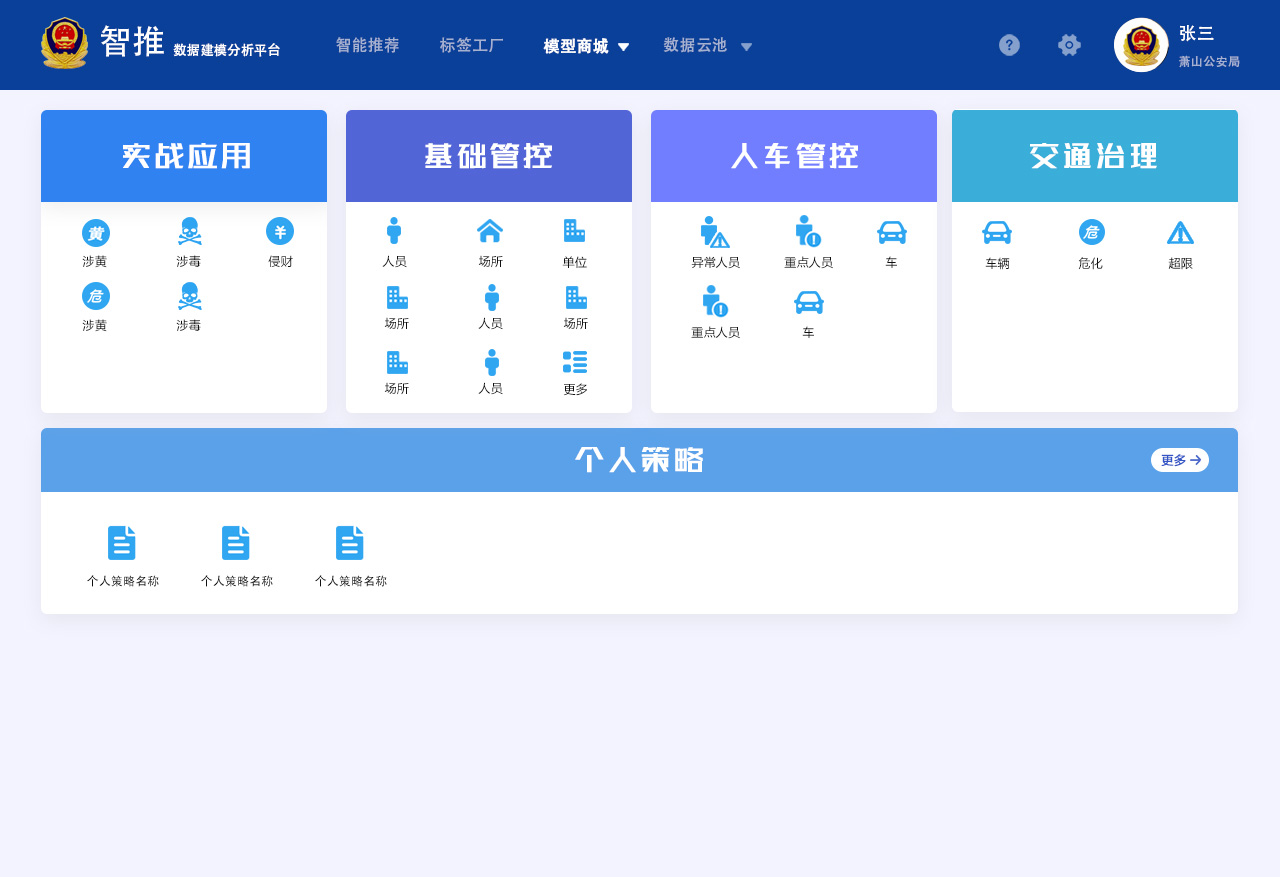 智推 数据建模分析平台 智能推荐 标签工厂 模型商城 数据云池 ? 张三
萧山公安局
实战应用 基础管控 人车管控 交通治理
黄 ¥
涉黄 涉毒 侵财
危
涉黄 涉毒
人员 场所 单位
场所 人员 场所
场所 人员 更多
异常人员 重点人员 车
重点人员 车
危
车辆 危化 超限
个人策略 更多
个人策略名称 个人策略名称 个人策略名称